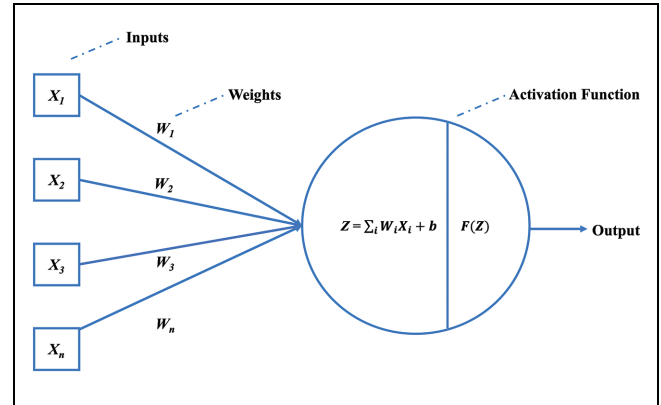 Inputs
X1
Weights
Activation Function
W1
X2
W2
Z = ∑i WiXi + b
F(Z)
Output
X3
W3
Wn
Xn